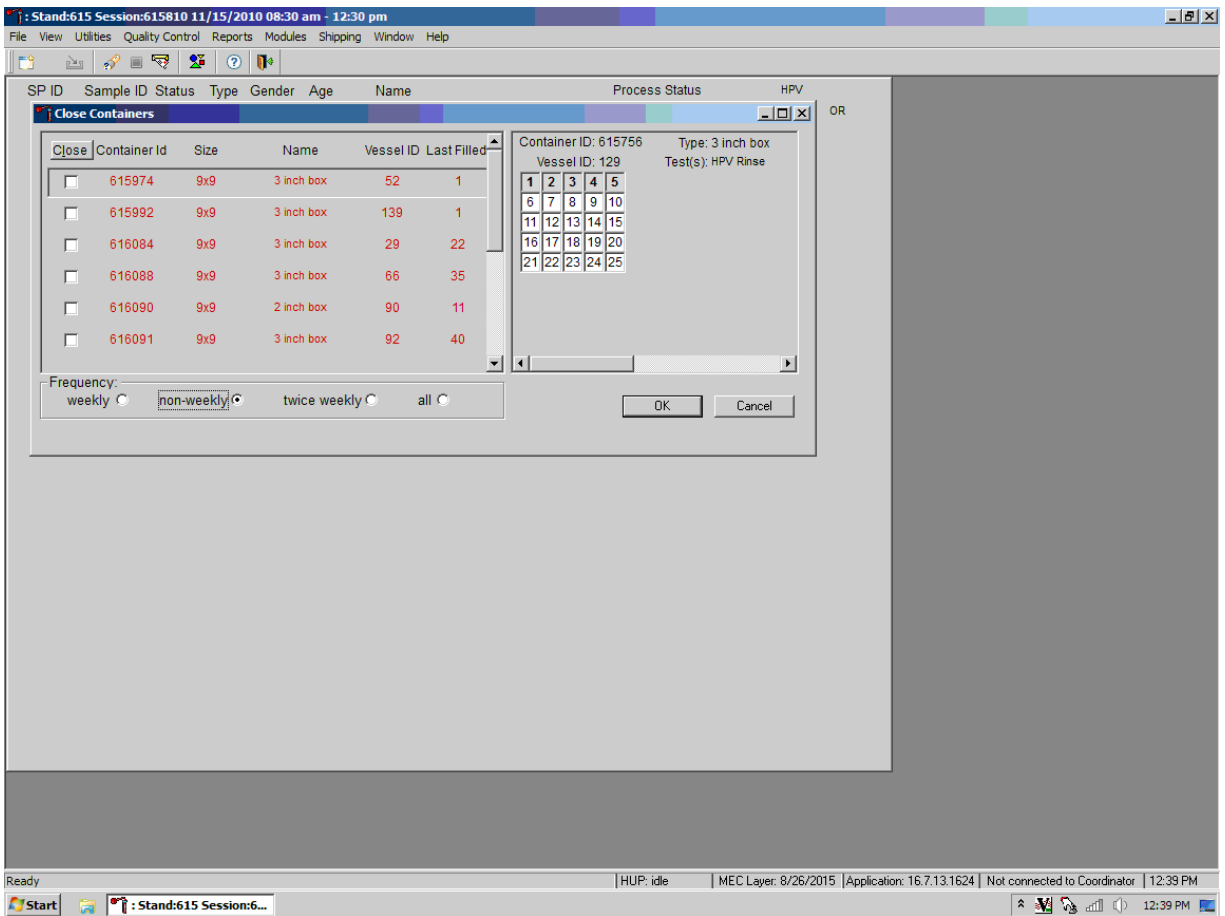 : Stand:615 Session:615810 11/15/2010 08:30 am - 12:30 pm
File View Utilities Quality Control Reports Modules Shipping Window Help
SP ID Sample ID Status Type Gender Age Name Process Status HPV
OR
Close Containers
Close Container Id Size Name Vessel ID Last Filled
615974 9x9 3 inch box 52 1
615992 9x9 3 inch box 139 1
616084 9x9 3 inch box 29 22
616088 9x9 3 inch box 66 35
616090 9x9 2 inch box 90 11
616091 9x9 3 inch box 92 40
Container ID: 615756 Type: 3 inch box
Vessel ID: 129 Test(s): HPV Rinse
1 2 3 4 5
6 7 8 9 10
11 12 13 14 15
16 17 18 19 20
21 22 23 24 25
Frequency:
weekly non-weekly twice weekly all
OK Cancel
Ready HUP: idle MEC Layer: 8/26/2015 Application: 16.7.13.1624 Not connected to Coordinator 12:39 PM
Start : Stand:615 Session:6... 12:39 PM